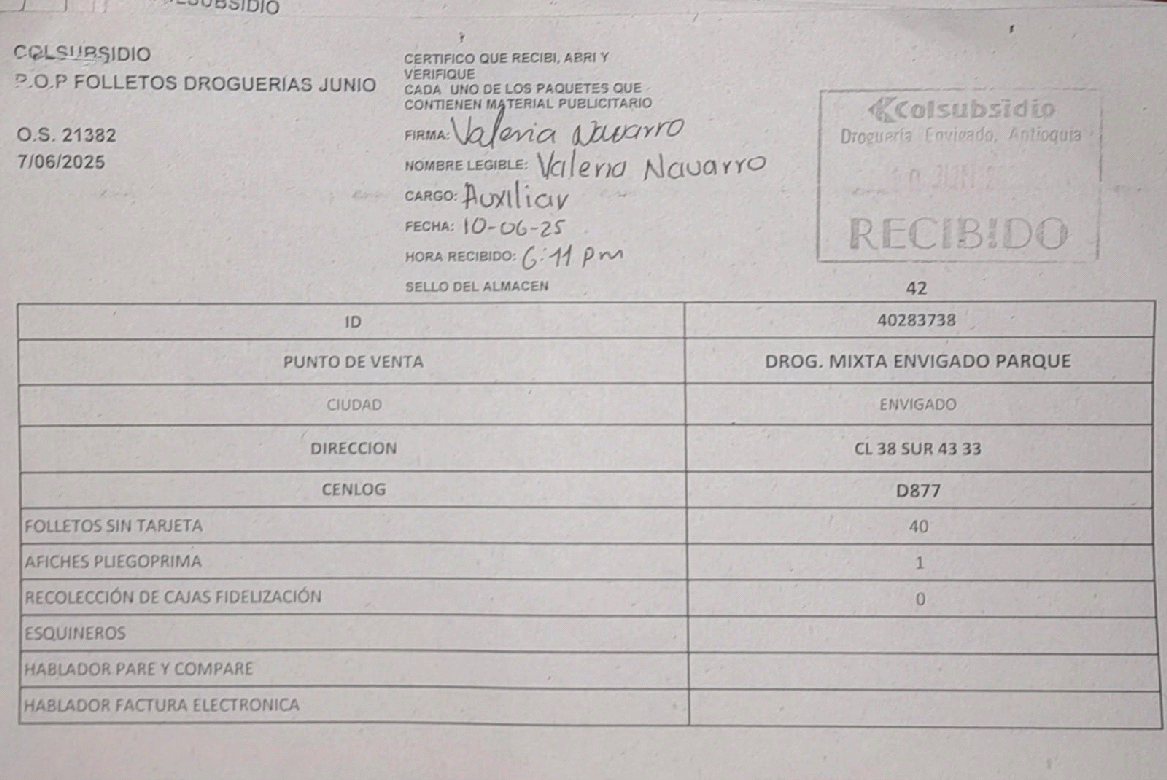 COLSUBSIDIO
COLSUBSIDIO
P.O.P FOLLETOS DROGUERIAS JUNIO
O.S. 21382
7/06/2025
CERTIFICO QUE RECIBI, ABRI Y
VERIFIQUE
CADA UNO DE LOS PAQUETES QUE
CONTIENEN MATERIAL PUBLICITARIO
FIRMA: Valeria Navarro
NOMBRE LEGIBLE: Valeria Navarro
CARGO: Auxiliar
FECHA: 10-06-25
HORA RECIBIDO: 6:11 pm
SELLO DEL ALMACEN
Colsubsidio
Droguería Envigado, Antioquia
10 JUN
RECIBIDO
42
ID 40283738
PUNTO DE VENTA DROG. MIXTA ENVIGADO PARQUE
CIUDAD ENVIGADO
DIRECCION CL 38 SUR 43 33
CENLOG D877
FOLLETOS SIN TARJETA 40
AFICHES PLIEGOPRIMA 1
RECOLECCIÓN DE CAJAS FIDELIZACIÓN 0
ESQUINEROS
HABLADOR PARE Y COMPARE
HABLADOR FACTURA ELECTRONICA